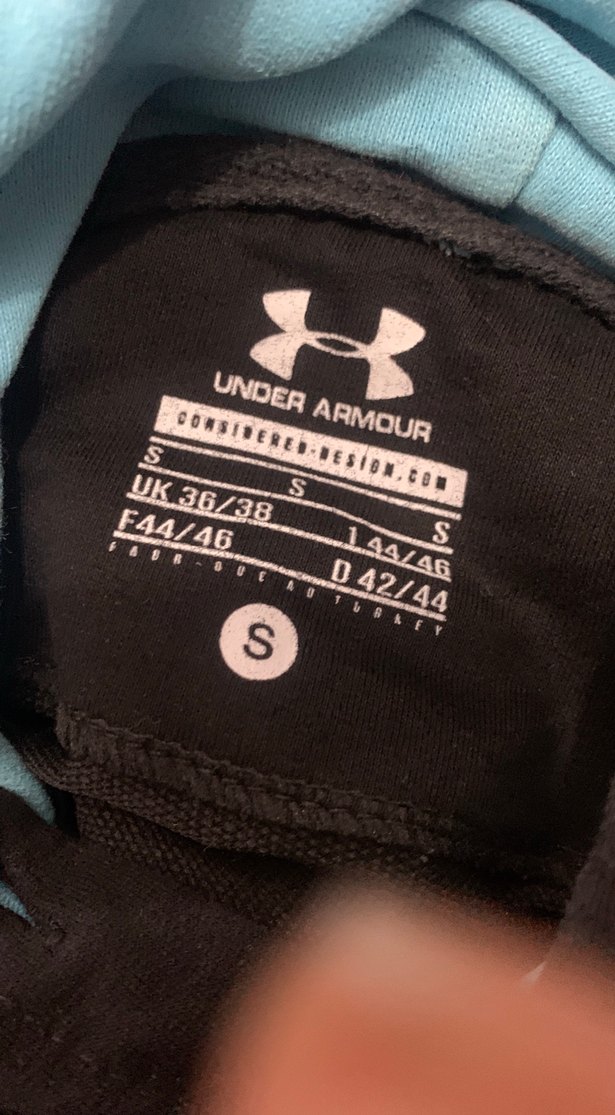 UNDER ARMOUR
CONSIDERED-DESIGN.COM
S S S
UK 36/38 I 44/46
F44/46 D 42/44
S